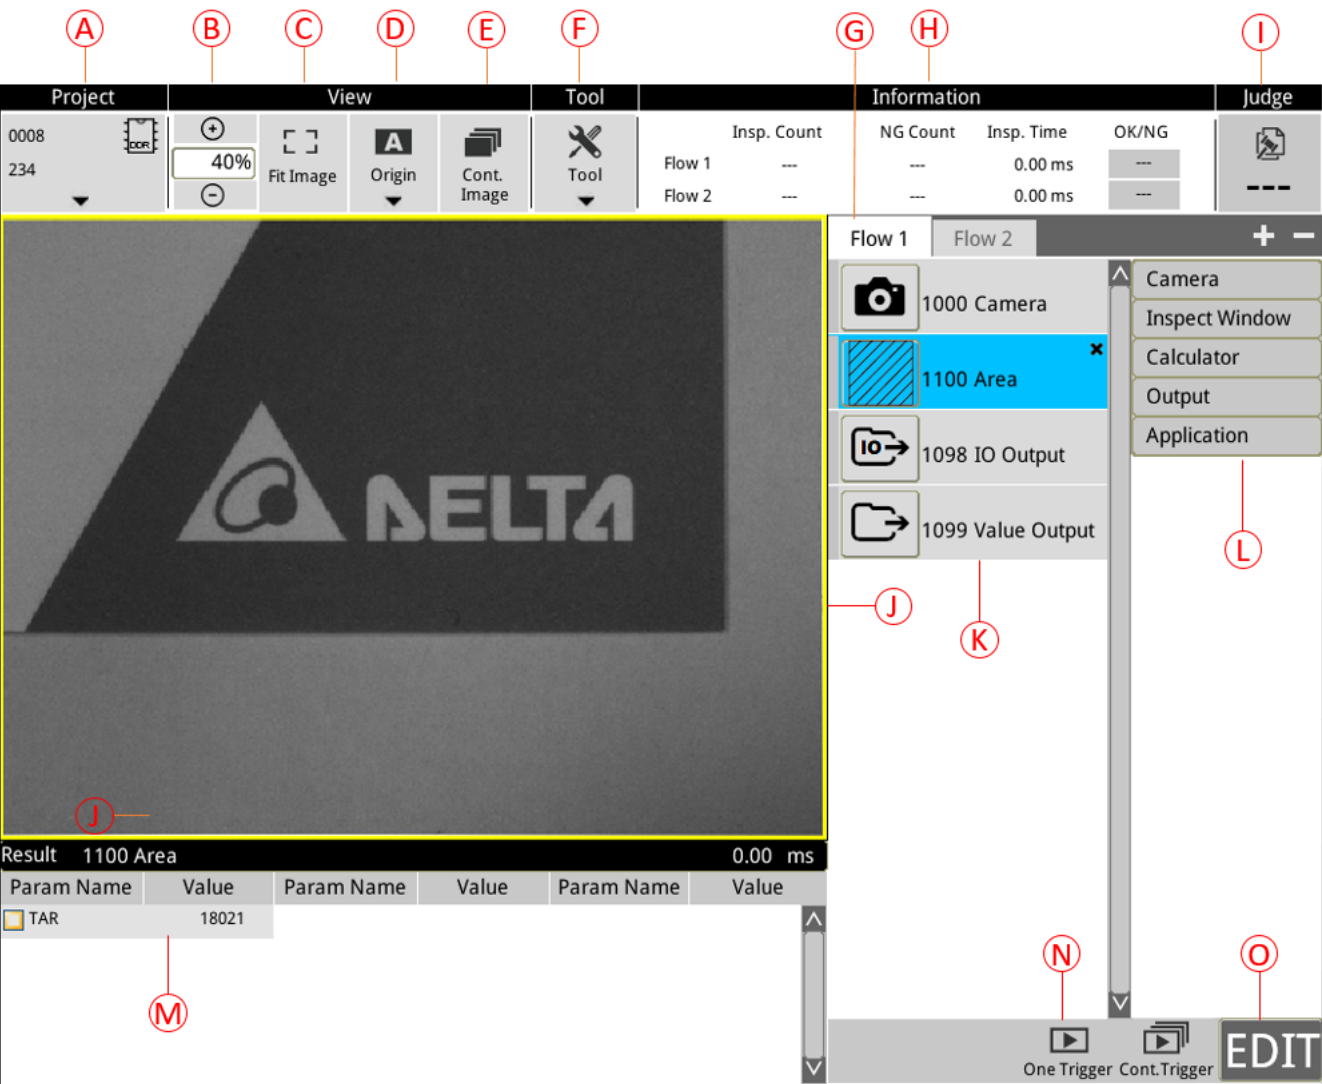 A B C D E F G H I
Project View Tool Information Judge
0008
DDR
234
40%
Fit Image
A
Origin
Cont.
Image
Tool
Insp. Count NG Count Insp. Time OK/NG
Flow 1 --- --- 0.00 ms ---
Flow 2 --- --- 0.00 ms ---
---
Flow 1 Flow 2 + −
1000 Camera
1100 Area
IO 1098 IO Output
1099 Value Output
Camera
Inspect Window
Calculator
Output
Application
L
J
K
DELTA
J
Result 1100 Area 0.00 ms
Param Name Value Param Name Value Param Name Value
TAR 18021
M
N O
One Trigger Cont.Trigger EDIT